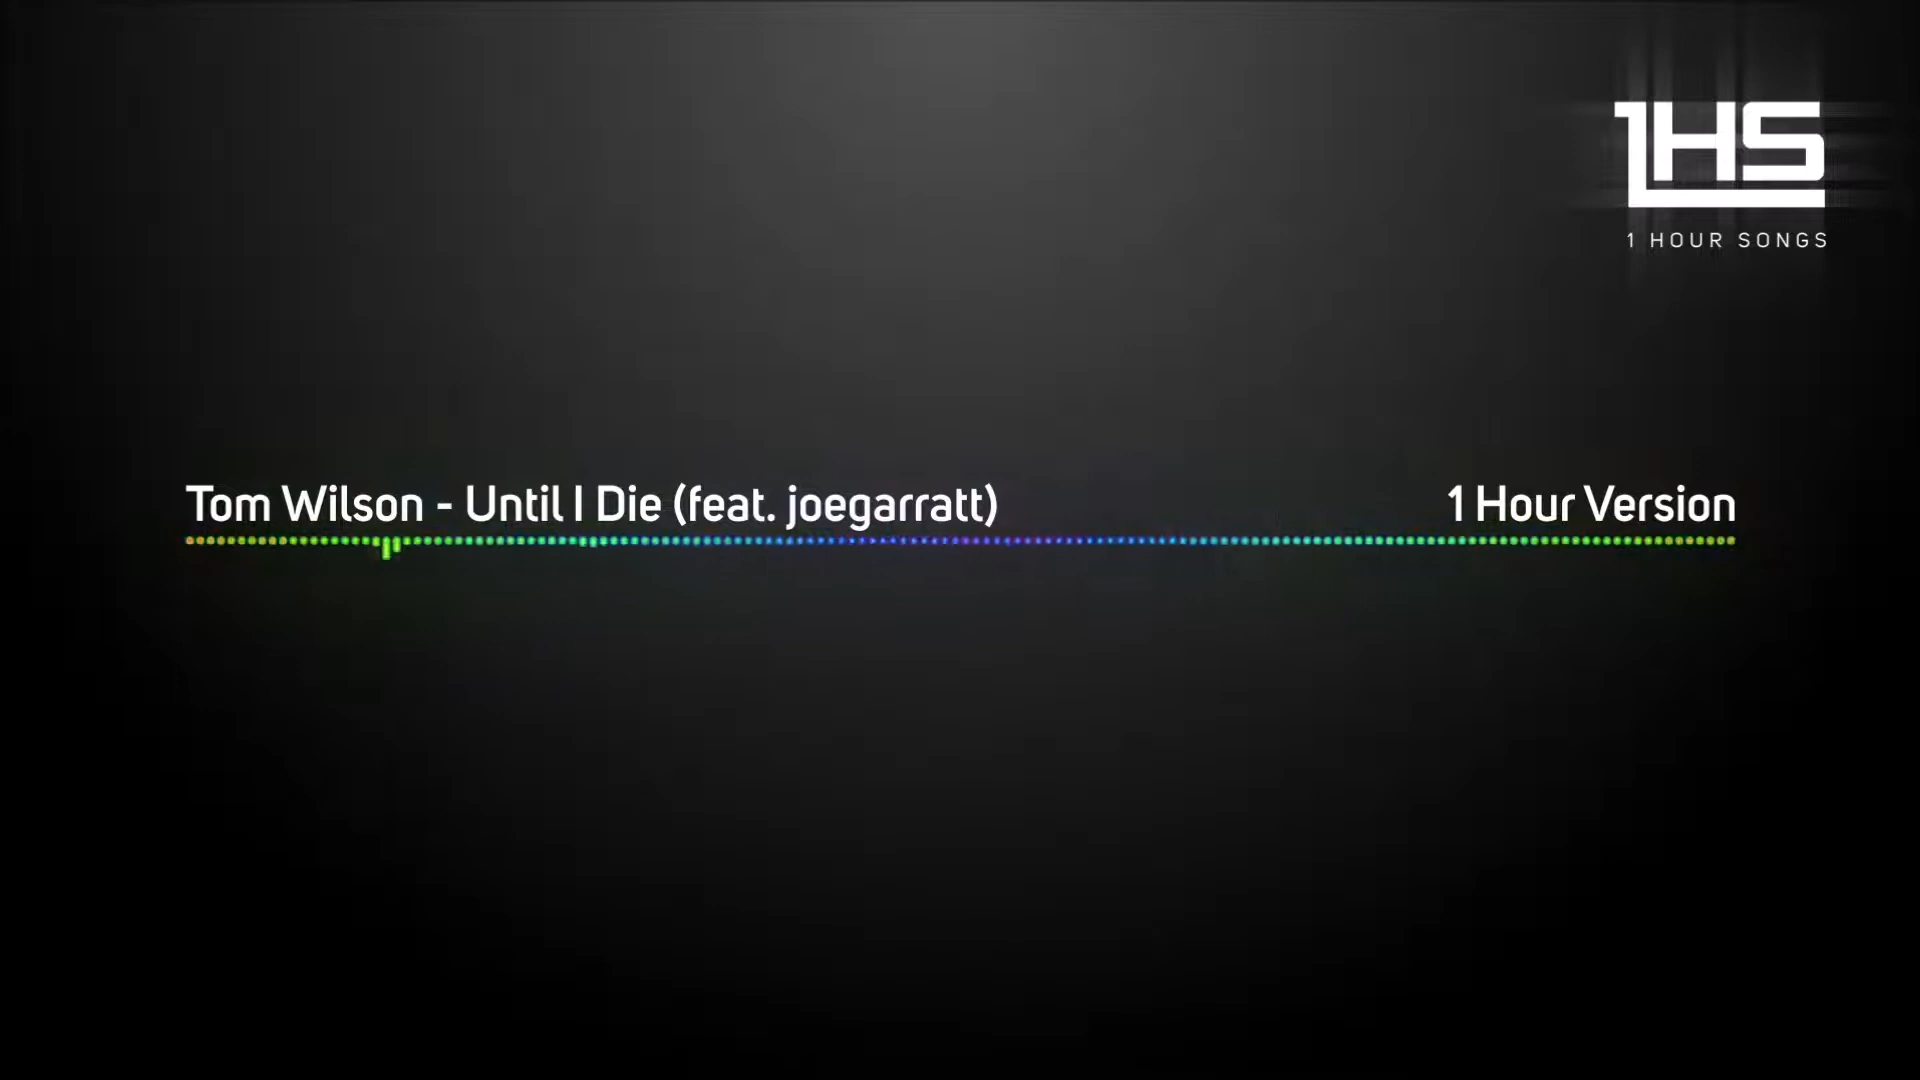 1HS
1 HOUR SONGS
Tom Wilson - Until I Die (feat. joegarratt)
1 Hour Version